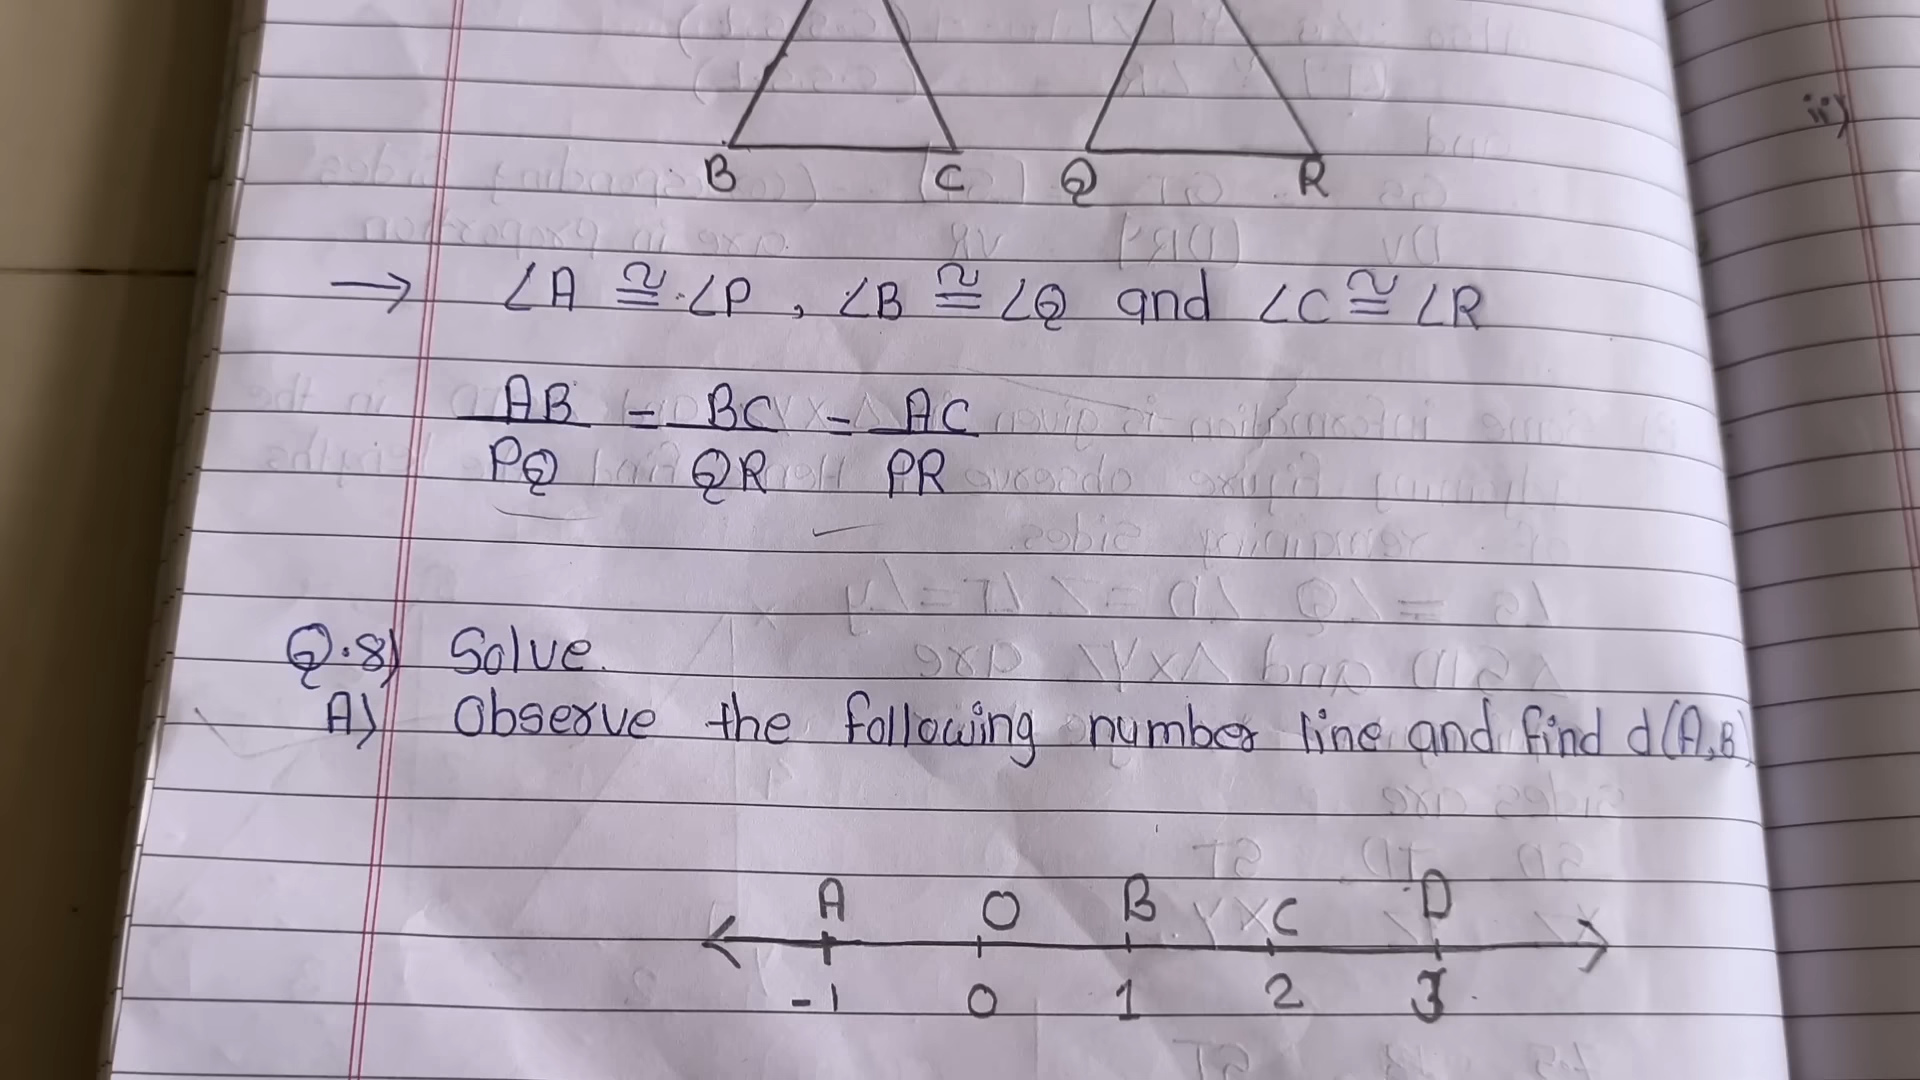 B C Q R
ii)
→ ∠A ≅ ∠P, ∠B ≅ ∠Q and ∠C ≅ ∠R
AB = BC = AC
PQ QR PR
Q.8) Solve.
A) Observe the following number line and find d(A,B)
A O B C D
-1 0 1 2 3